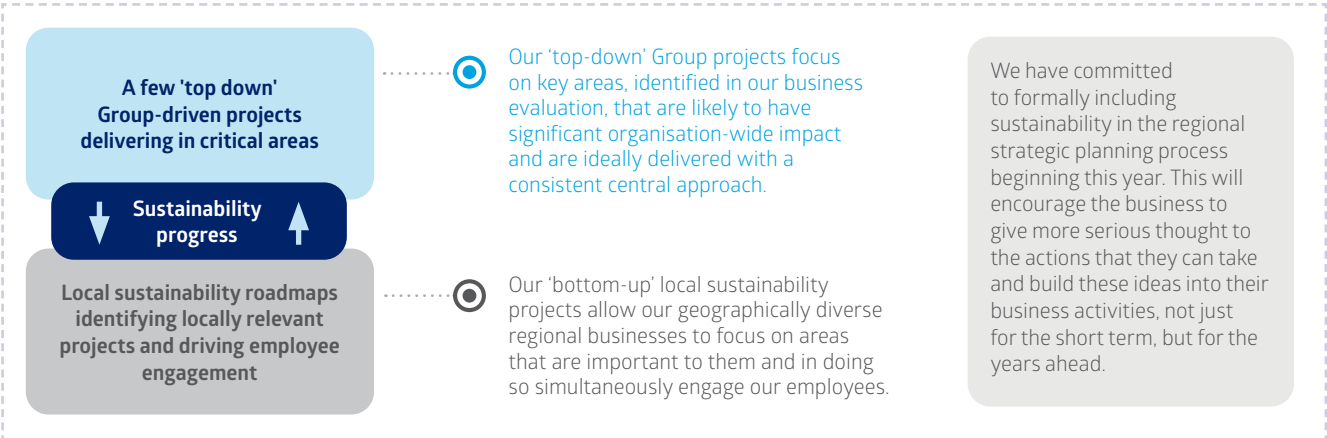 A few 'top down'
Group-driven projects
delivering in critical areas
Sustainability
progress
Local sustainability roadmaps
identifying locally relevant
projects and driving employee
engagement
Our ‘top-down’ Group projects focus
on key areas, identified in our business
evaluation, that are likely to have
significant organisation-wide impact
and are ideally delivered with a
consistent central approach.
Our ‘bottom-up’ local sustainability
projects allow our geographically diverse
regional businesses to focus on areas
that are important to them and in doing
so simultaneously engage our employees.
We have committed
to formally including
sustainability in the regional
strategic planning process
beginning this year. This will
encourage the business to
give more serious thought to
the actions that they can take
and build these ideas into their
business activities, not just
for the short term, but for the
years ahead.